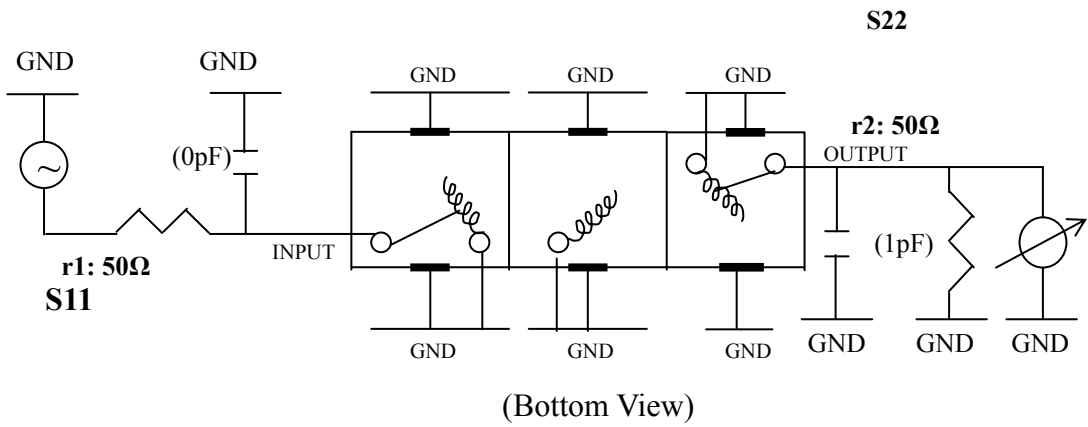 S22
GND
GND
GND
GND
GND
(0pF)
r2: 50Ω
OUTPUT
INPUT
(1pF)
r1: 50Ω
S11
GND
GND
GND
GND
GND
GND
(Bottom View)